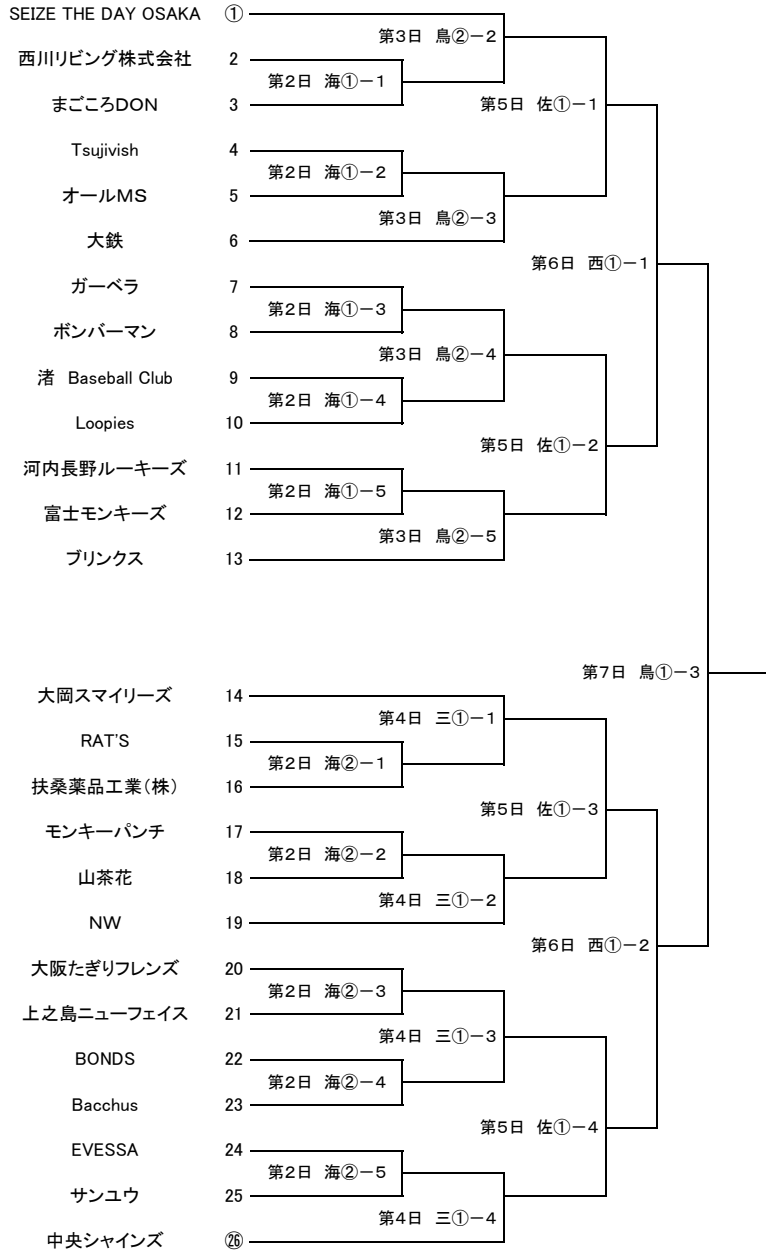 SEIZE THE DAY OSAKA ①
第3日 鳥②－2
西川リビング株式会社 2
第2日 海①－1
まごころDON 3
第5日 佐①－1
Tsujivish 4
第2日 海①－2
オールMS 5
第3日 鳥②－3
大鉄 6
第6日 西①－1
ガーベラ 7
第2日 海①－3
ボンバーマン 8
第3日 鳥②－4
渚 Baseball Club 9
第2日 海①－4
Loopies 10
第5日 佐①－2
河内長野ルーキーズ 11
第2日 海①－5
富士モンキーズ 12
第3日 鳥②－5
ブリンクス 13
第7日 鳥①－3
大岡スマイリーズ 14
第4日 三①－1
RAT'S 15
第2日 海②－1
扶桑薬品工業（株） 16
第5日 佐①－3
モンキーパンチ 17
第2日 海②－2
山茶花 18
第4日 三①－2
NW 19
第6日 西①－2
大阪たぎりフレンズ 20
第2日 海②－3
上之島ニューフェイス 21
第4日 三①－3
BONDS 22
第2日 海②－4
Bacchus 23
第5日 佐①－4
EVESSA 24
第2日 海②－5
サンユウ 25
第4日 三①－4
中央シャインズ ㉖